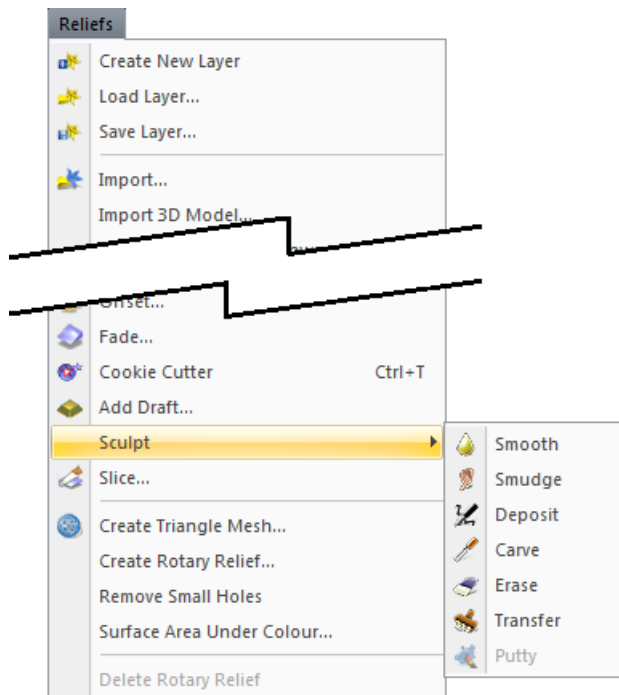 Reliefs
Create New Layer
Load Layer...
Save Layer...
Import...
Import 3D Model...
Offset...
Fade...
Cookie Cutter Ctrl+T
Add Draft...
Sculpt
Slice...
Create Triangle Mesh...
Create Rotary Relief...
Remove Small Holes
Surface Area Under Colour...
Delete Rotary Relief
Smooth
Smudge
Deposit
Carve
Erase
Transfer
Putty